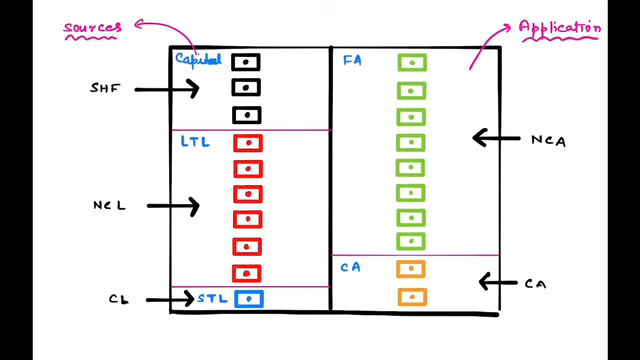 Sources
Application
Capital
FA
SHF
LTL
NCA
NCL
CA
CA
CL
STL